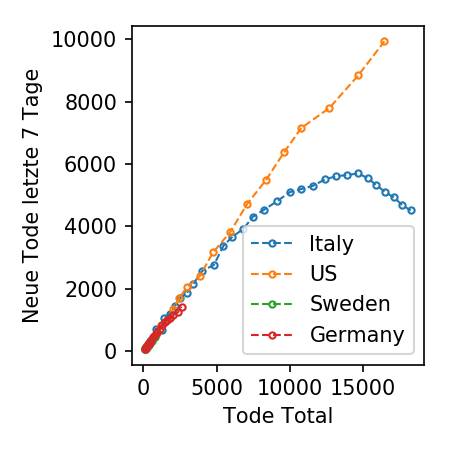 10000
8000
6000
4000
2000
0
Neue Tode letzte 7 Tage
Italy
US
Sweden
Germany
0 5000 10000 15000
Tode Total